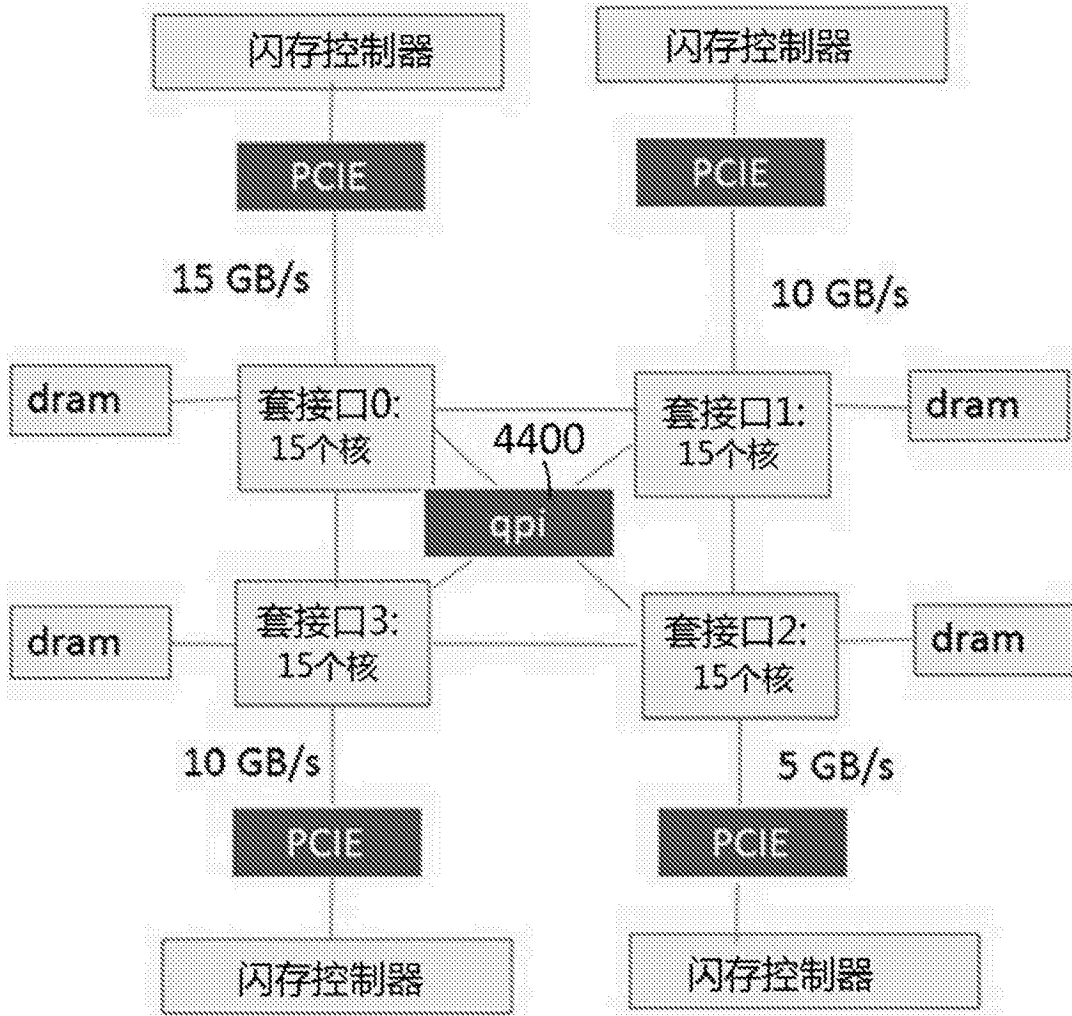 闪存控制器
闪存控制器
PCIE
PCIE
15 GB/s
10 GB/s
dram
套接口0:
15个核
4400
套接口1:
15个核
dram
qpi
dram
套接口3:
15个核
套接口2:
15个核
dram
10 GB/s
5 GB/s
PCIE
PCIE
闪存控制器
闪存控制器